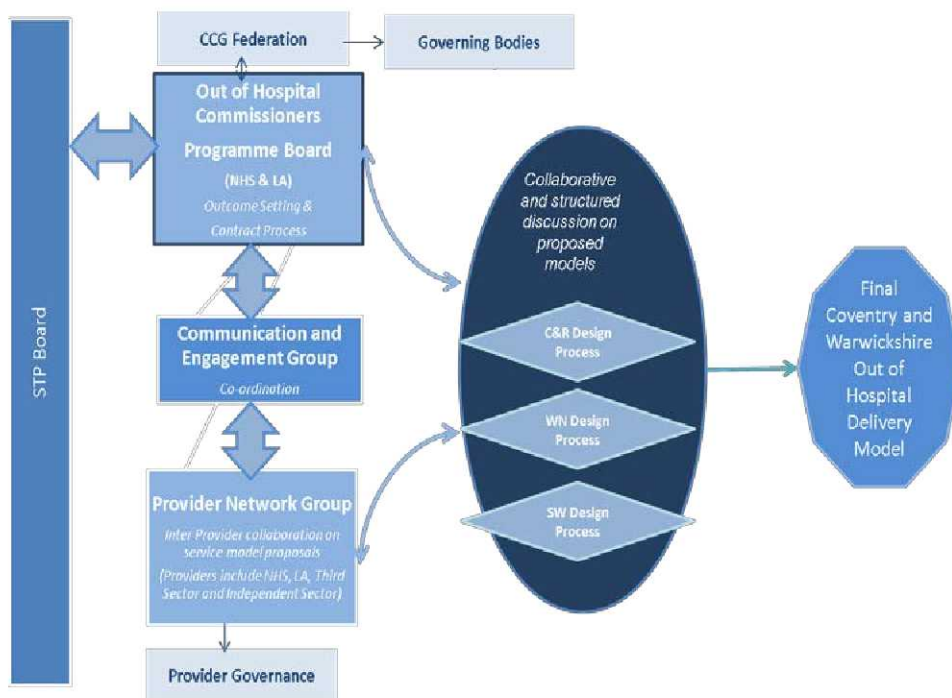 STP Board
CCG Federation
Governing Bodies
Out of Hospital
Commissioners
Programme Board
(NHS & LA)
Outcome Setting &
Contract Process
Communication and
Engagement Group
Co-ordination
Provider Network Group
Inter Provider collaboration on
service model proposals
(Providers include NHS, LA, Third
Sector and Independent Sector)
Provider Governance
Collaborative
and structured
discussion on
proposed
models
C&R Design
Process
WN Design
Process
SW Design
Process
Final
Coventry and
Warwickshire
Out of
Hospital
Delivery
Model